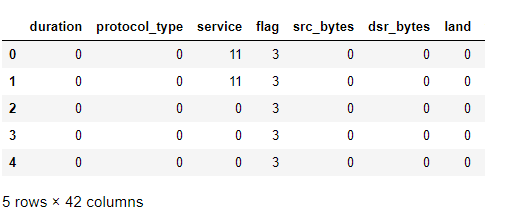 duration protocol_type service flag src_bytes dsr_bytes land
0 0 0 11 3 0 0 0
1 0 0 11 3 0 0 0
2 0 0 0 3 0 0 0
3 0 0 0 3 0 0 0
4 0 0 0 3 0 0 0
5 rows × 42 columns